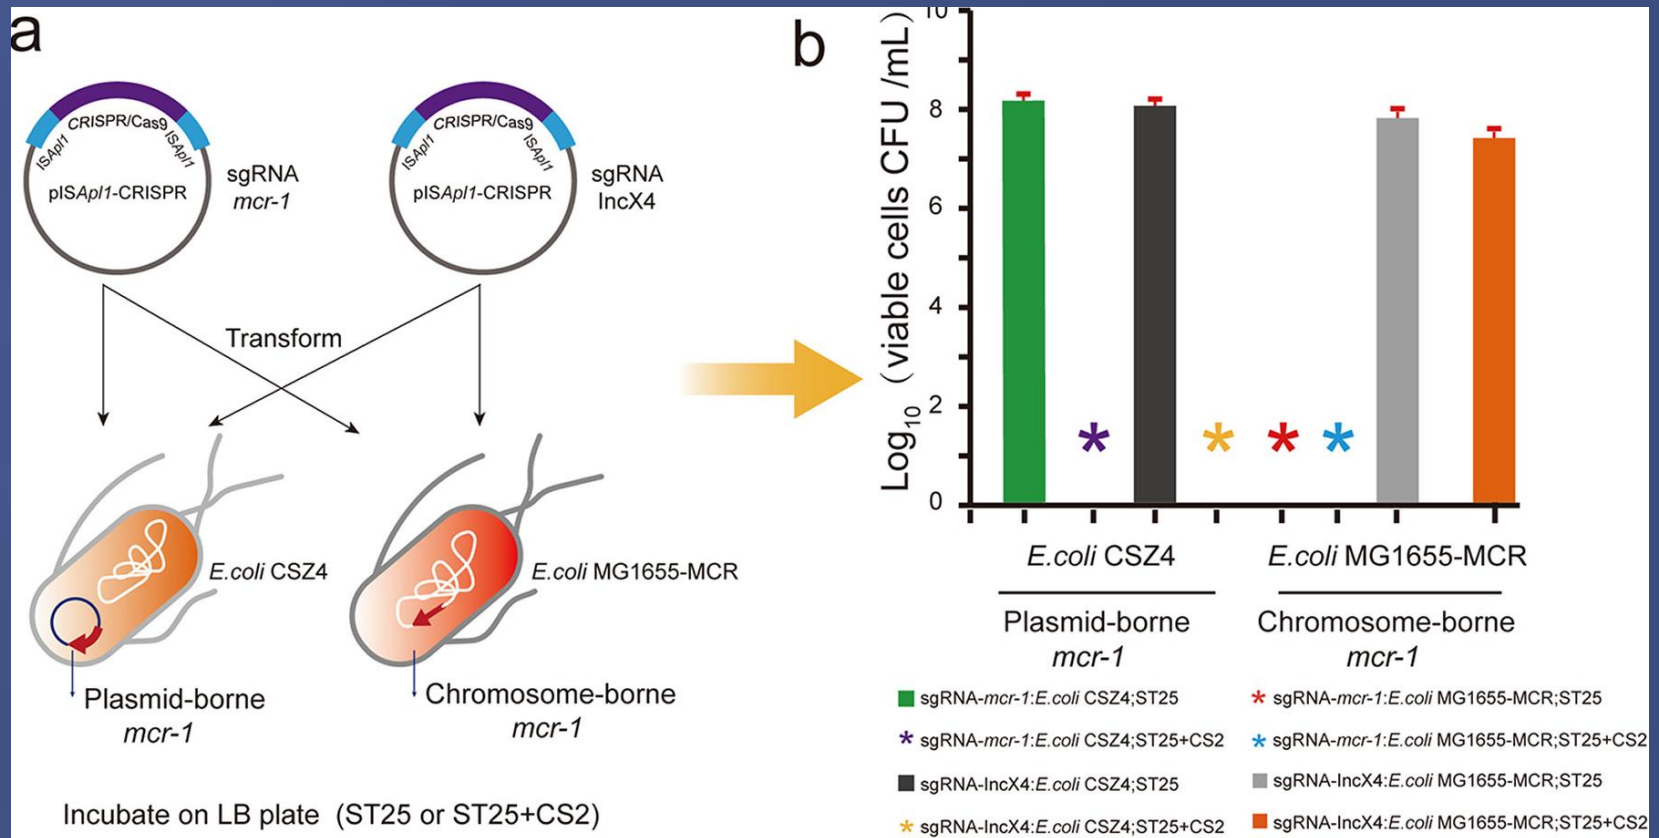 a
CRISPR/Cas9
ISApl1
ISApl1
pISApl1-CRISPR
sgRNA
mcr-1
CRISPR/Cas9
ISApl1
ISApl1
pISApl1-CRISPR
sgRNA
IncX4
Transform
E.coli CSZ4
E.coli MG1655-MCR
Plasmid-borne
mcr-1
Chromosome-borne
mcr-1
Incubate on LB plate (ST25 or ST25+CS2)
b
Log10 (viable cells CFU /mL)
10
8
6
4
2
0
*
*
*
*
E.coli CSZ4
E.coli MG1655-MCR
Plasmid-borne
mcr-1
Chromosome-borne
mcr-1
sgRNA-mcr-1:E.coli CSZ4;ST25
* sgRNA-mcr-1:E.coli CSZ4;ST25+CS2
sgRNA-IncX4:E.coli CSZ4;ST25
* sgRNA-IncX4:E.coli CSZ4;ST25+CS2
* sgRNA-mcr-1:E.coli MG1655-MCR;ST25
* sgRNA-mcr-1:E.coli MG1655-MCR;ST25+CS2
sgRNA-IncX4:E.coli MG1655-MCR;ST25
sgRNA-IncX4:E.coli MG1655-MCR;ST25+CS2